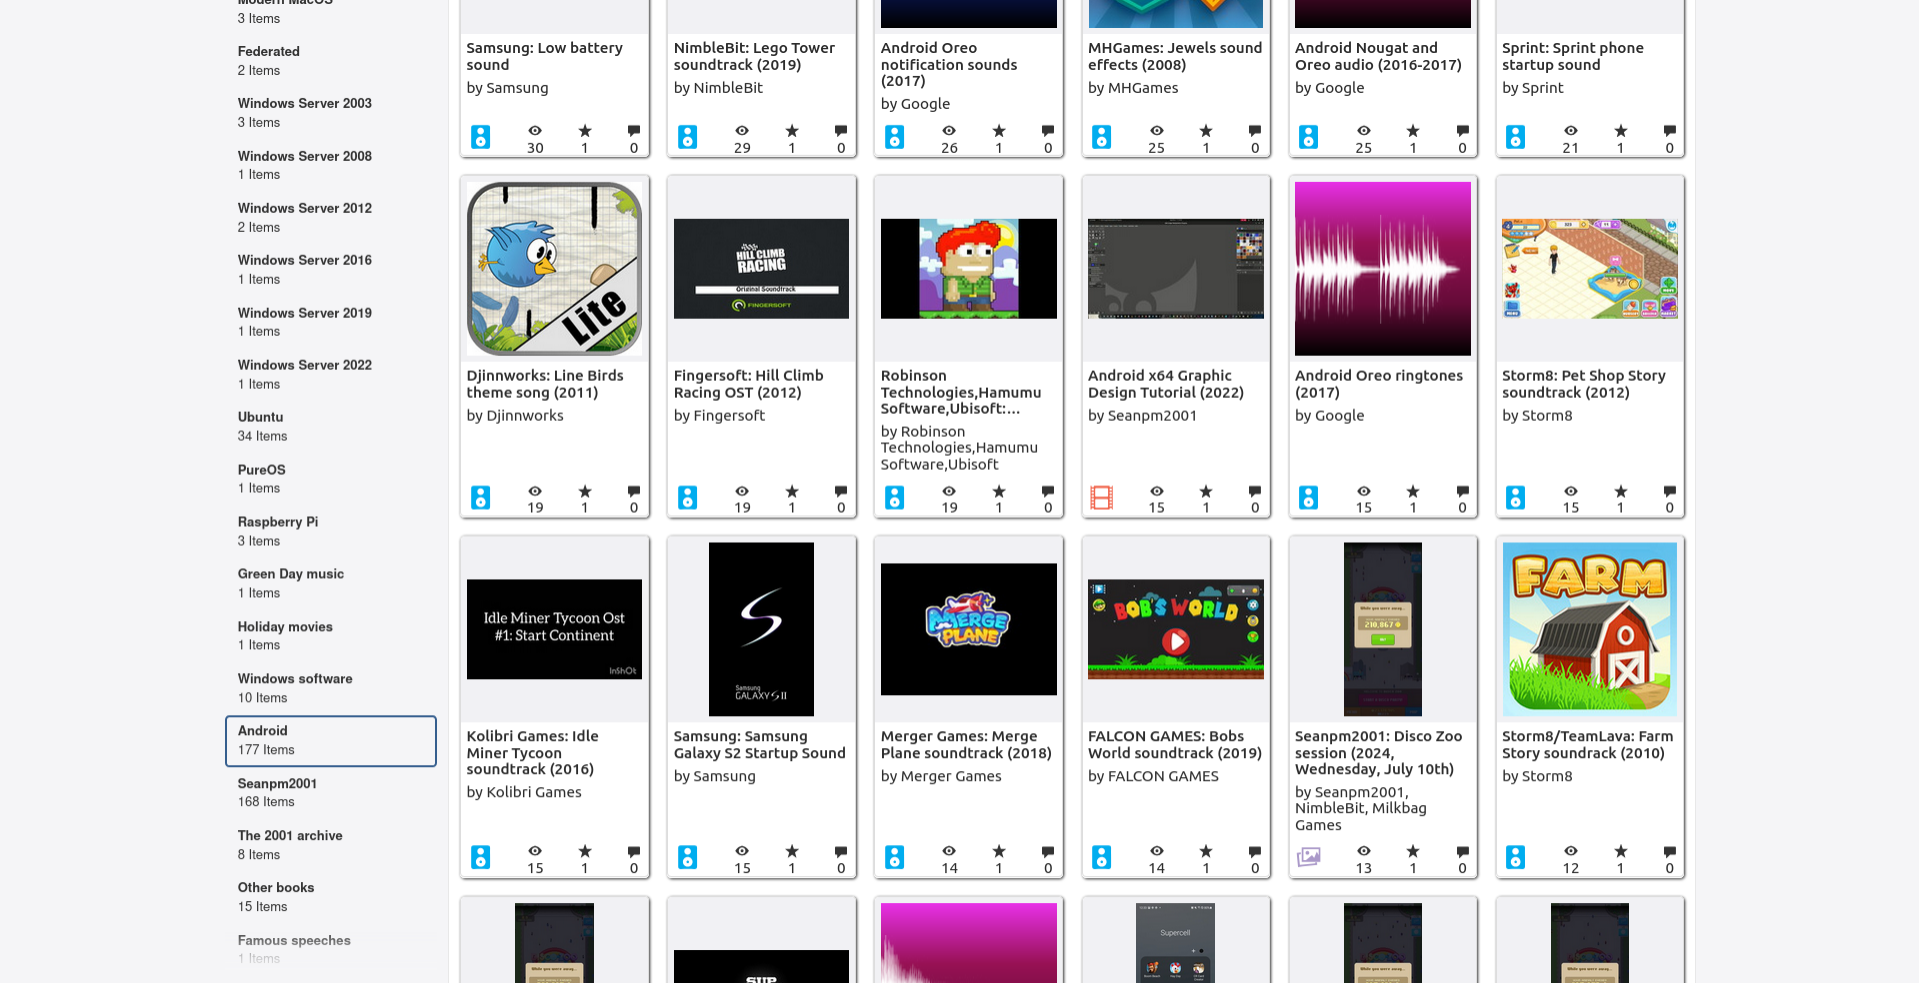 Modern MacOS
3 Items
Federated
2 Items
Windows Server 2003
3 Items
Windows Server 2008
1 Items
Windows Server 2012
2 Items
Windows Server 2016
1 Items
Windows Server 2019
1 Items
Windows Server 2022
1 Items
Ubuntu
34 Items
PureOS
1 Items
Raspberry Pi
3 Items
Green Day music
1 Items
Holiday movies
1 Items
Windows software
10 Items
Android
177 Items
Seanpm2001
168 Items
The 2001 archive
8 Items
Other books
15 Items
Famous speeches
1 Items
Samsung: Low battery
sound
by Samsung
30 1 0
NimbleBit: Lego Tower
soundtrack (2019)
by NimbleBit
29 1 0
Android Oreo
notification sounds
(2017)
by Google
26 1 0
MHGames: Jewels sound
effects (2008)
by MHGames
25 1 0
Android Nougat and
Oreo audio (2016-2017)
by Google
25 1 0
Sprint: Sprint phone
startup sound
by Sprint
21 1 0
Lite
Djinnworks: Line Birds
theme song (2011)
by Djinnworks
19 1 0
HILL CLIMB
RACING
Original Soundtrack
FINGERSOFT
Fingersoft: Hill Climb
Racing OST (2012)
by Fingersoft
19 1 0
Robinson
Technologies,Hamumu
Software,Ubisoft:...
by Robinson
Technologies,Hamumu
Software,Ubisoft
19 1 0
Android x64 Graphic
Design Tutorial (2022)
by Seanpm2001
15 1 0
Android Oreo ringtones
(2017)
by Google
15 1 0
Storm8: Pet Shop Story
soundtrack (2012)
by Storm8
15 1 0
Idle Miner Tycoon Ost
#1: Start Continent
InShOt
Kolibri Games: Idle
Miner Tycoon
soundtrack (2016)
by Kolibri Games
15 1 0
Samsung
GALAXY S II
Samsung: Samsung
Galaxy S2 Startup Sound
by Samsung
15 1 0
MERGE
PLANE
Merger Games: Merge
Plane soundtrack (2018)
by Merger Games
14 1 0
BOB'S WORLD
FALCON GAMES: Bobs
World soundtrack (2019)
by FALCON GAMES
14 1 0
While you were away...
210,867
Seanpm2001: Disco Zoo
session (2024,
Wednesday, July 10th)
by Seanpm2001,
NimbleBit, Milkbag
Games
13 1 0
FARM
Storm8/TeamLava: Farm
Story soundrack (2010)
by Storm8
12 1 0
While you were away...
SUP
Supercell
While you were away...
While you were away...